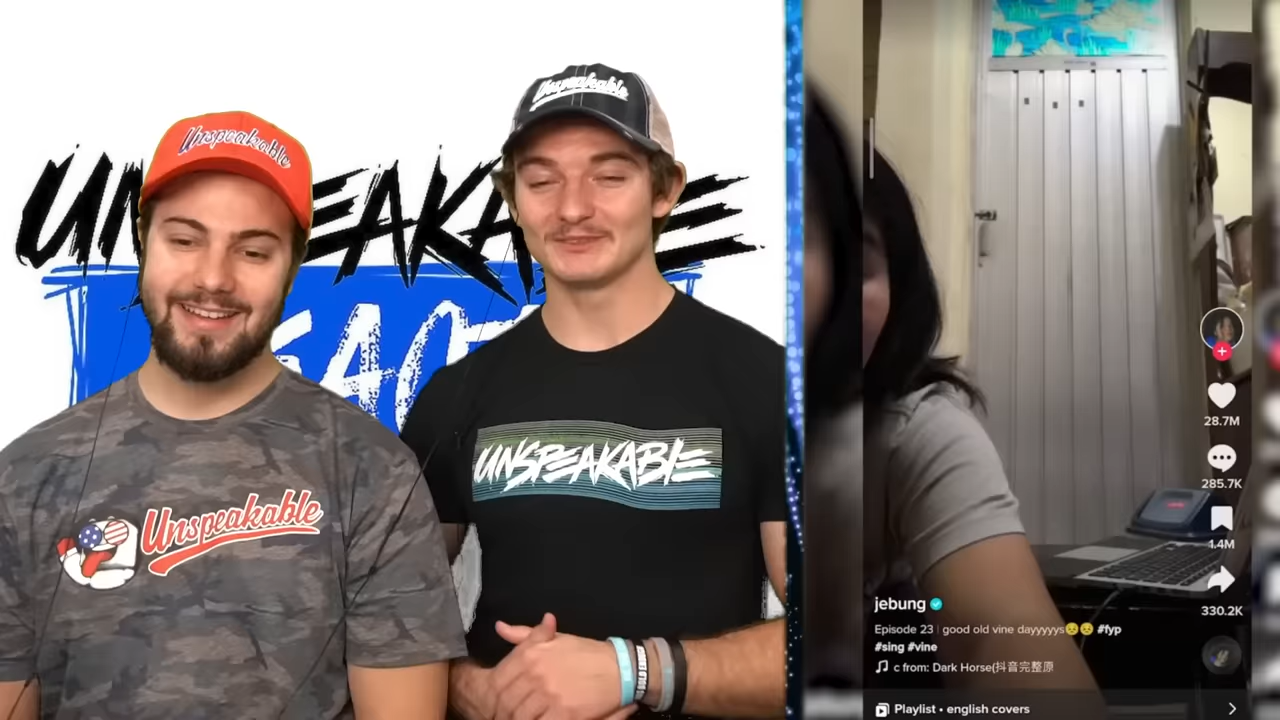 Unspeakable
Unspeakable
Unspeakable
UNSPEAKABLE
28.7M
285.7K
1.4M
330.2K
jebung
Episode 23 | good old vine dayyyyys😣😣 #fyp
#sing #vine
c from: Dark Horse(抖音完整原
Playlist • english covers